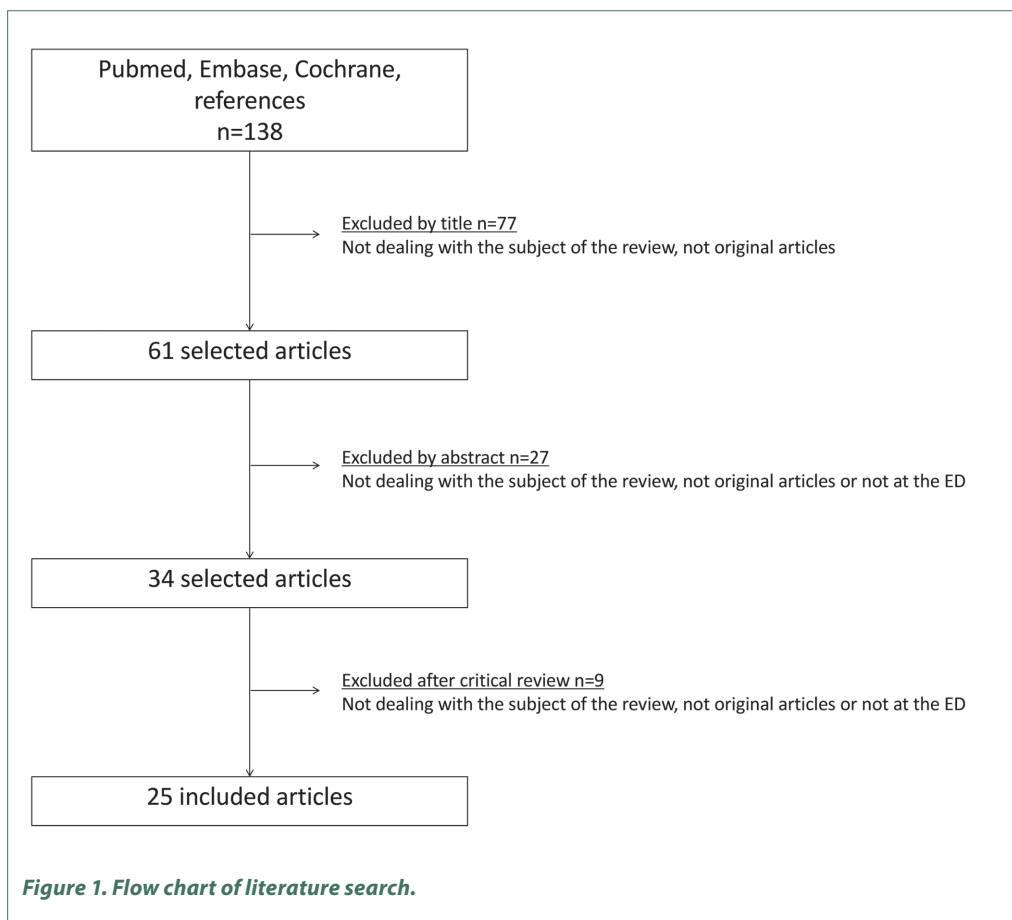 Pubmed, Embase, Cochrane,
references
n=138
Excluded by title n=77
Not dealing with the subject of the review, not original articles
61 selected articles
Excluded by abstract n=27
Not dealing with the subject of the review, not original articles or not at the ED
34 selected articles
Excluded after critical review n=9
Not dealing with the subject of the review, not original articles or not at the ED
25 included articles
Figure 1. Flow chart of literature search.